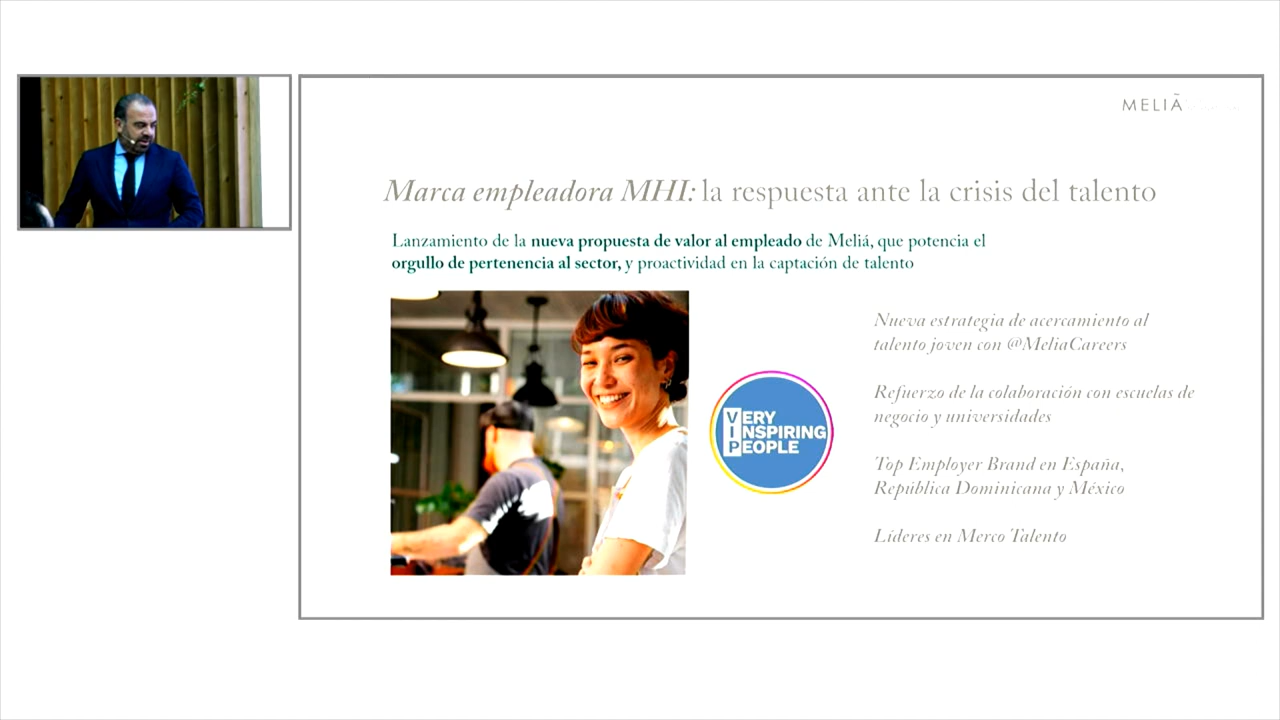 MELIÃ
Marca empleadora MHI: la respuesta ante la crisis del talento
Lanzamiento de la nueva propuesta de valor al empleado de Meliá, que potencia el
orgullo de pertenencia al sector, y proactividad en la captación de talento
Nueva estrategia de acercamiento al
talento joven con @MeliaCareers
Refuerzo de la colaboración con escuelas de
negocio y universidades
Top Employer Brand en España,
República Dominicana y México
Líderes en Merco Talento
VERY
INSPIRING
PEOPLE